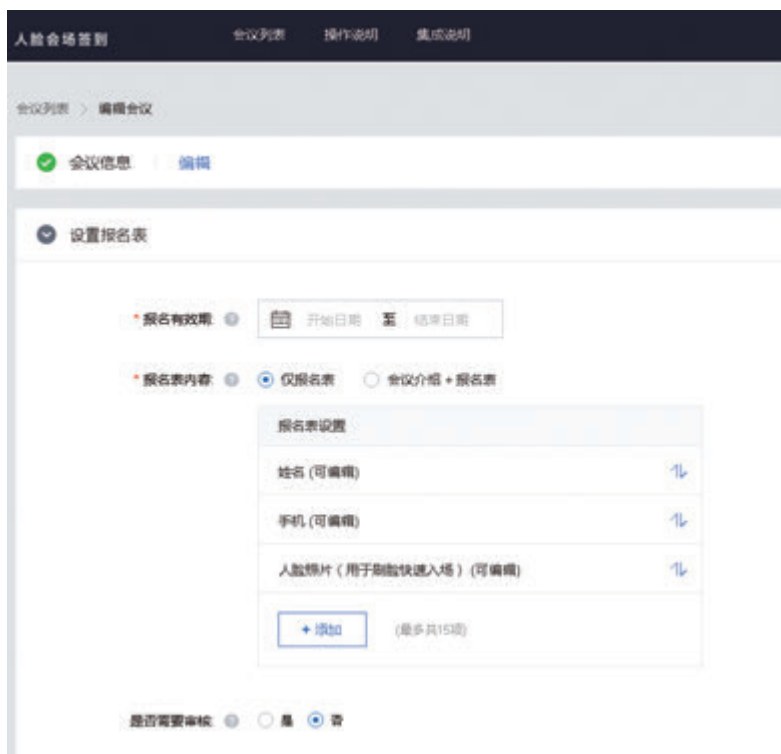 人脸会场签到 会议列表 操作说明 集成说明
会议列表 > 编辑会议
会议信息 编辑
设置报名表
*报名有效期: 开始日期 至 结束日期
*报名表内容: 仅报名表 会议介绍 + 报名表
报名表设置
姓名 (可编辑)
手机 (可编辑)
人脸照片 ( 用于刷脸快速入场 ) (可编辑)
+ 添加 (最多共15项)
是否需要审核: 是 否